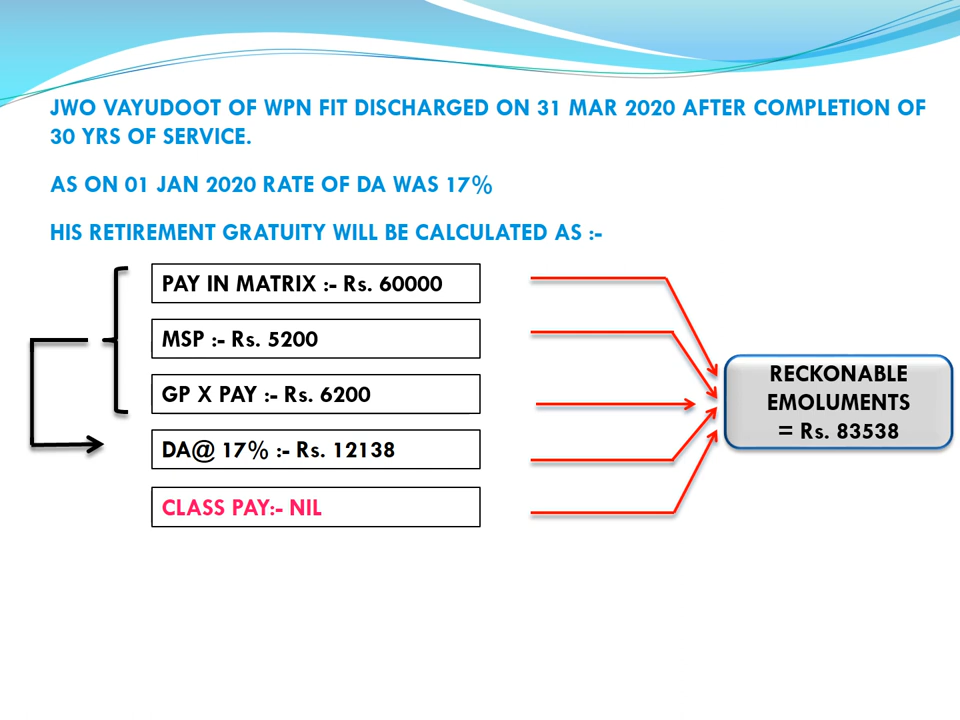 JWO VAYUDOOT OF WPN FIT DISCHARGED ON 31 MAR 2020 AFTER COMPLETION OF
30 YRS OF SERVICE.
AS ON 01 JAN 2020 RATE OF DA WAS 17%
HIS RETIREMENT GRATUITY WILL BE CALCULATED AS :-
PAY IN MATRIX :- Rs. 60000
MSP :- Rs. 5200
GP X PAY :- Rs. 6200
DA@ 17% :- Rs. 12138
CLASS PAY:- NIL
RECKONABLE
EMOLUMENTS
= Rs. 83538